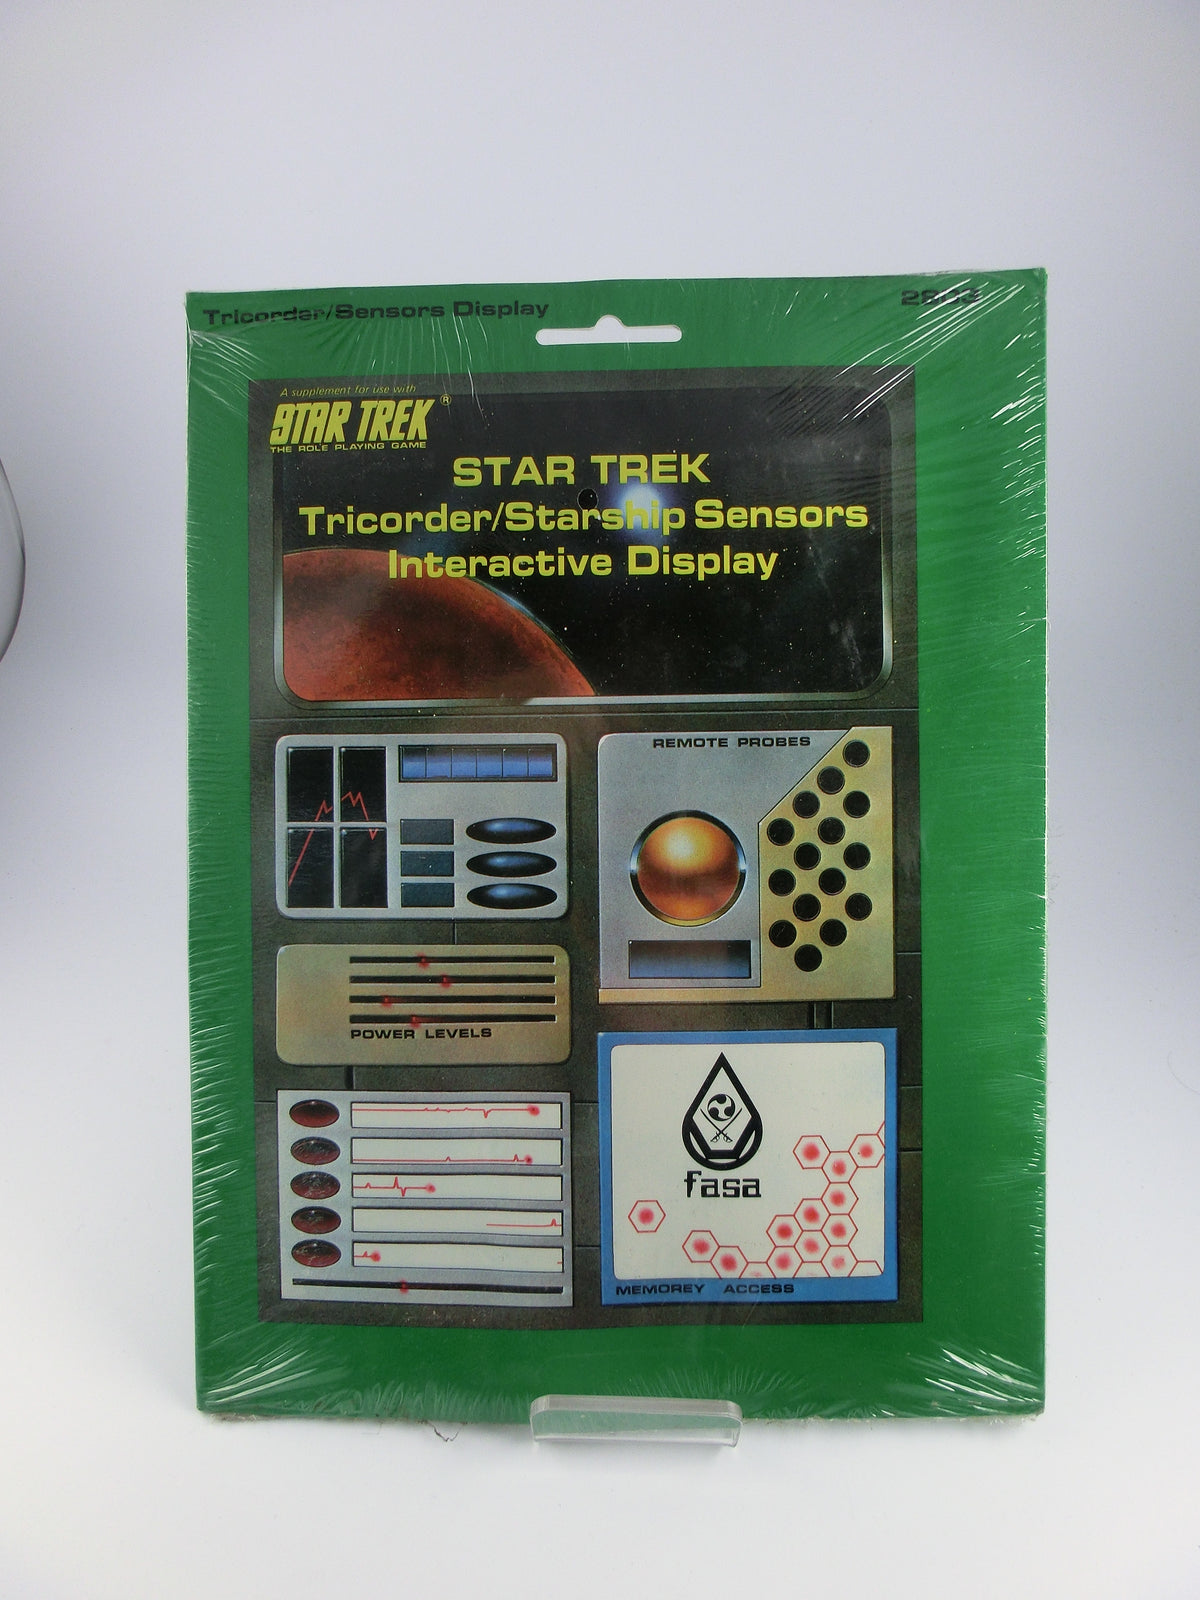 Tricorder/Sensors Display
2803
A supplement for use with
STAR TREK®
THE ROLE PLAYING GAME
STAR TREK
Tricorder/Starship Sensors
Interactive Display
REMOTE PROBES
POWER LEVELS
fasa
MEMOREY ACCESS